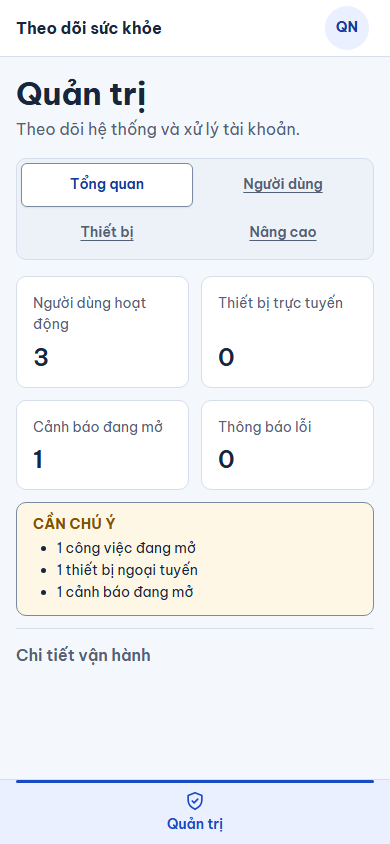 Theo dõi sức khỏe
QN
Quản trị
Theo dõi hệ thống và xử lý tài khoản.
Tổng quan
Người dùng
Thiết bị
Nâng cao
Người dùng hoạt
động
3
Thiết bị trực tuyến
0
Cảnh báo đang mở
1
Thông báo lỗi
0
CẦN CHÚ Ý
1 công việc đang mở
1 thiết bị ngoại tuyến
1 cảnh báo đang mở
Chi tiết vận hành
Quản trị